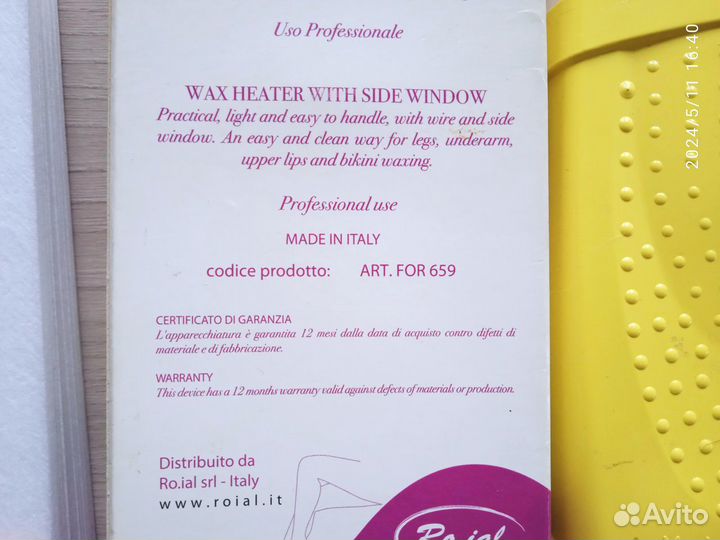 Uso Professionale
WAX HEATER WITH SIDE WINDOW
Practical, light and easy to handle, with wire and side
window. An easy and clean way for legs, underarm,
upper lips and bikini waxing.
Professional use
MADE IN ITALY
codice prodotto: ART. FOR 659
CERTIFICATO DI GARANZIA
L'apparecchiatura è garantita 12 mesi dalla data di acquisto contro difetti di
materiale e di fabbricazione.
WARRANTY
This device has a 12 months warranty valid against defects of materials or production.
Distribuito da
Ro.ial srl - Italy
www.roial.it
Ro.ial
2024/5/11 16:40
Avito